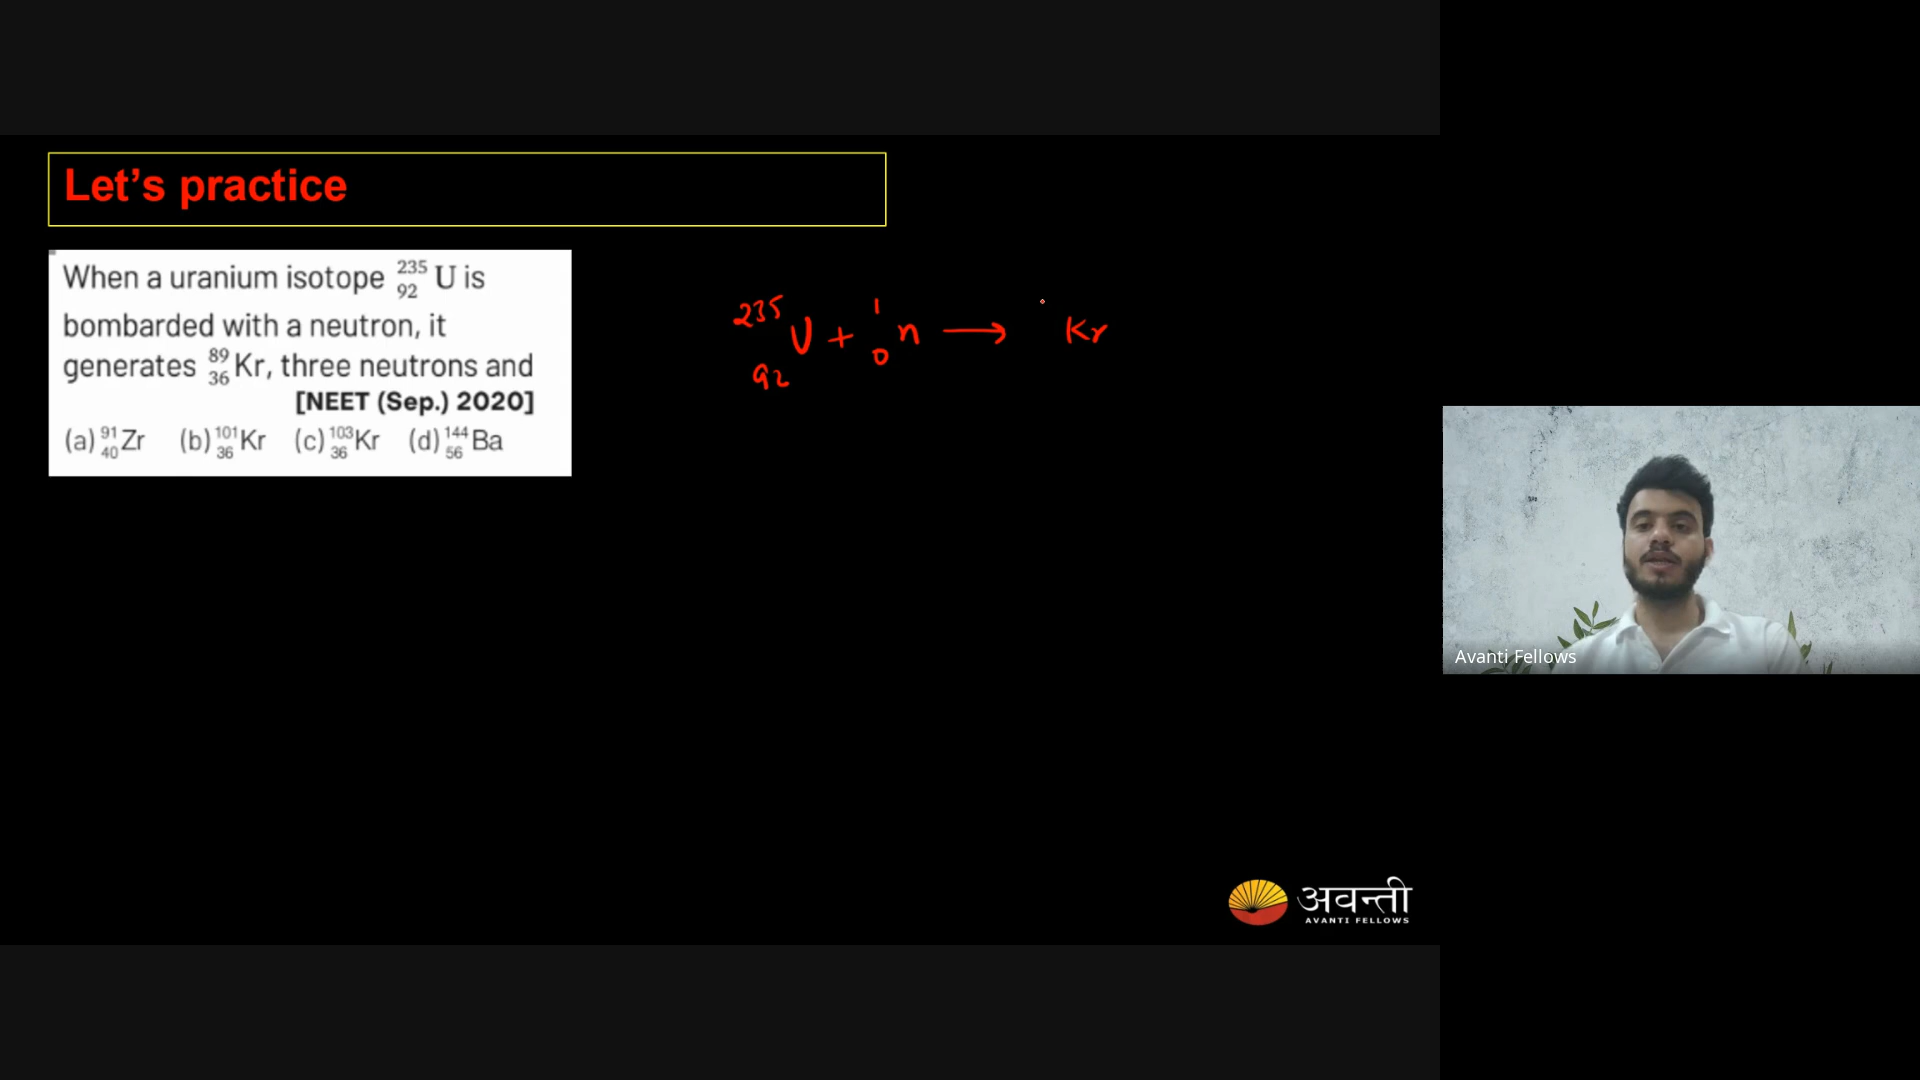 Let's practice
When a uranium isotope ²³⁵₉₂ U is
bombarded with a neutron, it
generates ⁸⁹₃₆Kr, three neutrons and
[NEET (Sep.) 2020]
(a) ⁹¹₄₀Zr (b) ¹⁰¹₃₆Kr (c) ¹⁰³₃₆Kr (d) ¹⁴⁴₅₆Ba
²³⁵₉₂U + ¹₀n ⟶ Kr
Avanti Fellows
अवन्ती
AVANTI FELLOWS